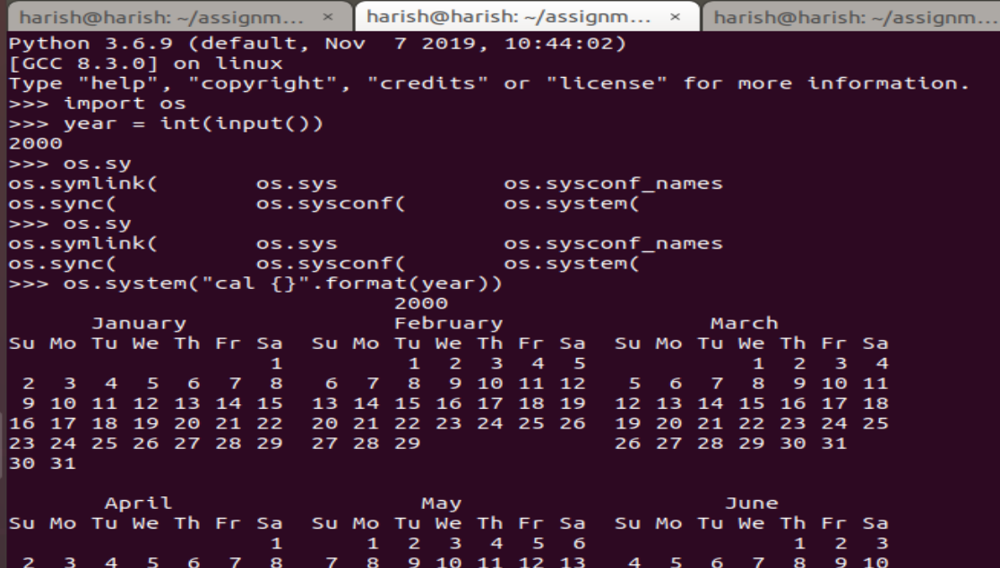 harish@harish: ~/assignm... × harish@harish: ~/assignm... × harish@harish: ~/assignm...
Python 3.6.9 (default, Nov  7 2019, 10:44:02)
[GCC 8.3.0] on linux
Type "help", "copyright", "credits" or "license" for more information.
>>> import os
>>> year = int(input())
2000
>>> os.sy
os.symlink(       os.sys            os.sysconf_names
os.sync(          os.sysconf(       os.system(
>>> os.sy
os.symlink(       os.sys            os.sysconf_names
os.sync(          os.sysconf(       os.system(
>>> os.system("cal {}".format(year))
                            2000
      January               February               March
Su Mo Tu We Th Fr Sa  Su Mo Tu We Th Fr Sa  Su Mo Tu We Th Fr Sa
                   1         1  2  3  4  5            1  2  3  4
 2  3  4  5  6  7  8   6  7  8  9 10 11 12   5  6  7  8  9 10 11
 9 10 11 12 13 14 15  13 14 15 16 17 18 19  12 13 14 15 16 17 18
16 17 18 19 20 21 22  20 21 22 23 24 25 26  19 20 21 22 23 24 25
23 24 25 26 27 28 29  27 28 29              26 27 28 29 30 31
30 31
       April                  May                   June
Su Mo Tu We Th Fr Sa  Su Mo Tu We Th Fr Sa  Su Mo Tu We Th Fr Sa
                   1      1  2  3  4  5  6               1  2  3
 2  3  4  5  6  7  8   7  8  9 10 11 12 13   4  5  6  7  8  9 10